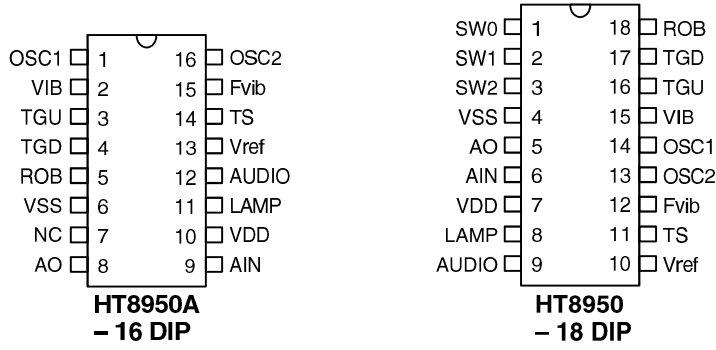 OSC1 1 16 OSC2
VIB 2 15 Fvib
TGU 3 14 TS
TGD 4 13 Vref
ROB 5 12 AUDIO
VSS 6 11 LAMP
NC 7 10 VDD
AO 8 9 AIN
HT8950A
– 16 DIP
SW0 1 18 ROB
SW1 2 17 TGD
SW2 3 16 TGU
VSS 4 15 VIB
AO 5 14 OSC1
AIN 6 13 OSC2
VDD 7 12 Fvib
LAMP 8 11 TS
AUDIO 9 10 Vref
HT8950
– 18 DIP